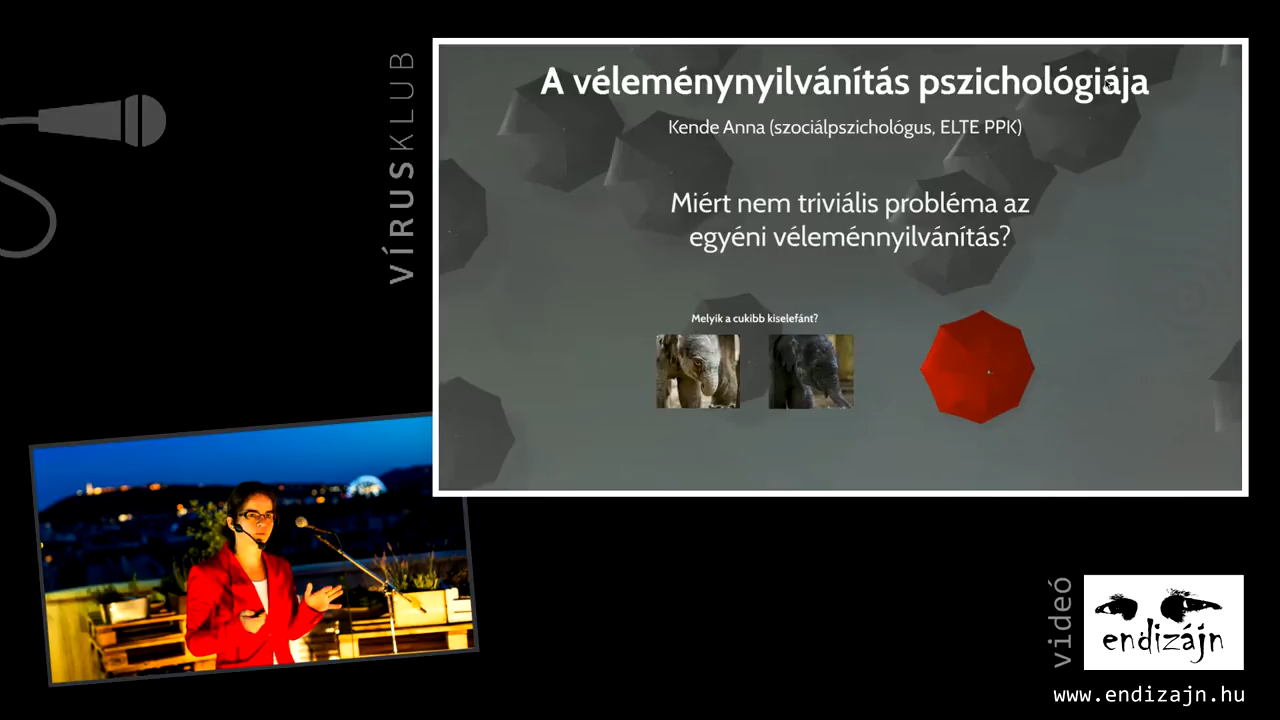 VÍRUSKLUB
A véleménynyilvánítás pszichológiája
Kende Anna (szociálpszichológus, ELTE PPK)
Miért nem triviális probléma az
egyéni véleménnyilvánítás?
Melyik a cukibb kiselefánt?
videó
endizájn
www.endizajn.hu